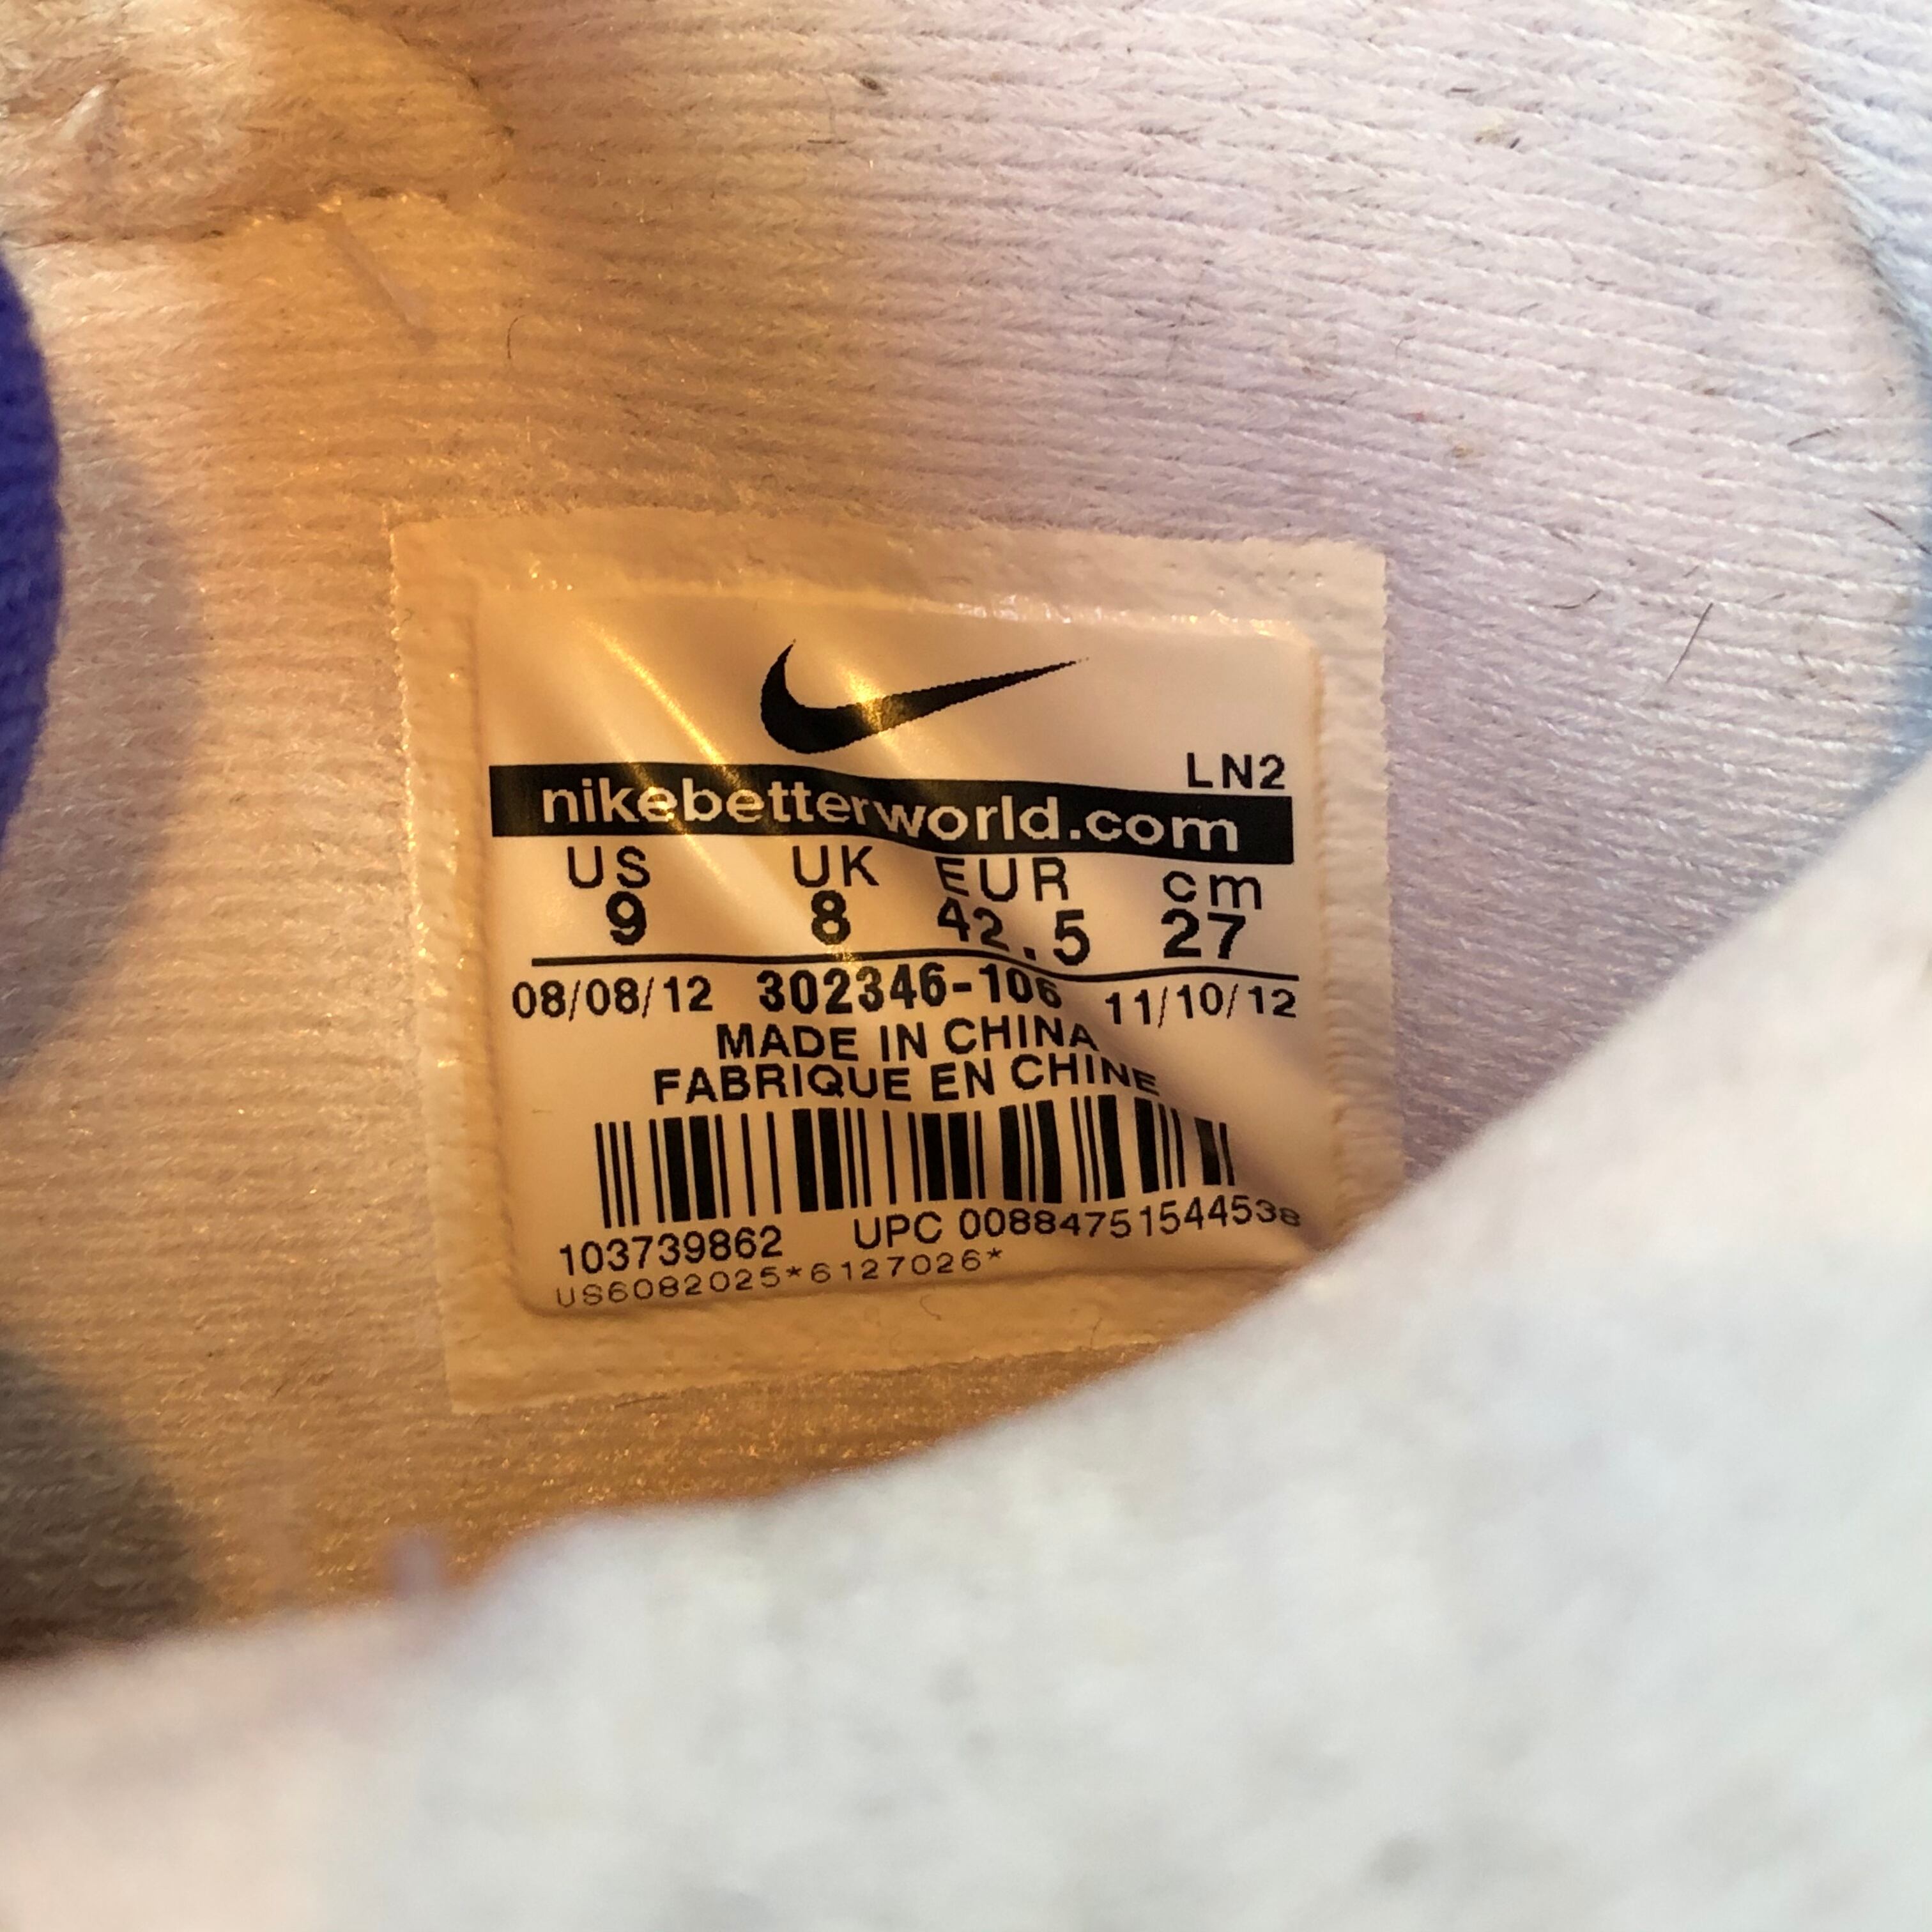 LN2
nikebetterworld.com
US UK EUR cm
9 8 42.5 27
08/08/12 302346-106 11/10/12
MADE IN CHINA
FABRIQUE EN CHINE
103739862 UPC 00884751544538
US6082025*6127026*